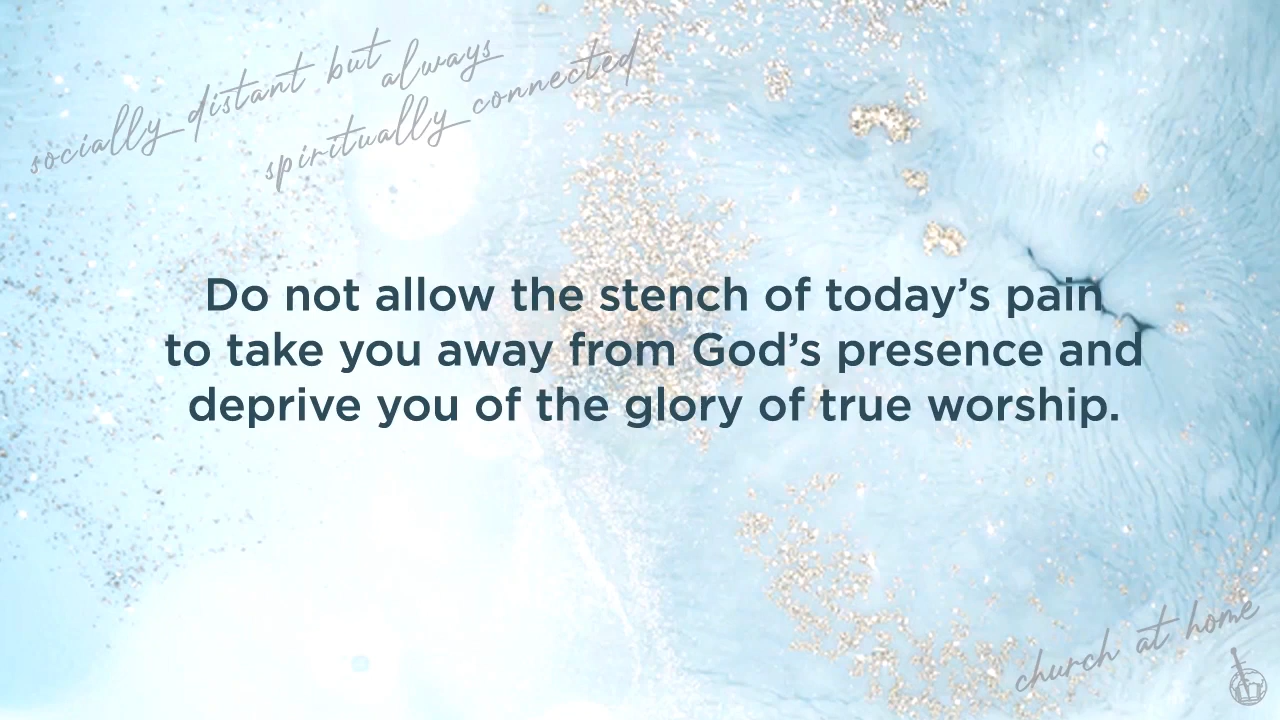 socially distant but always
spiritually connected
Do not allow the stench of today’s pain
to take you away from God’s presence and
deprive you of the glory of true worship.
church at home